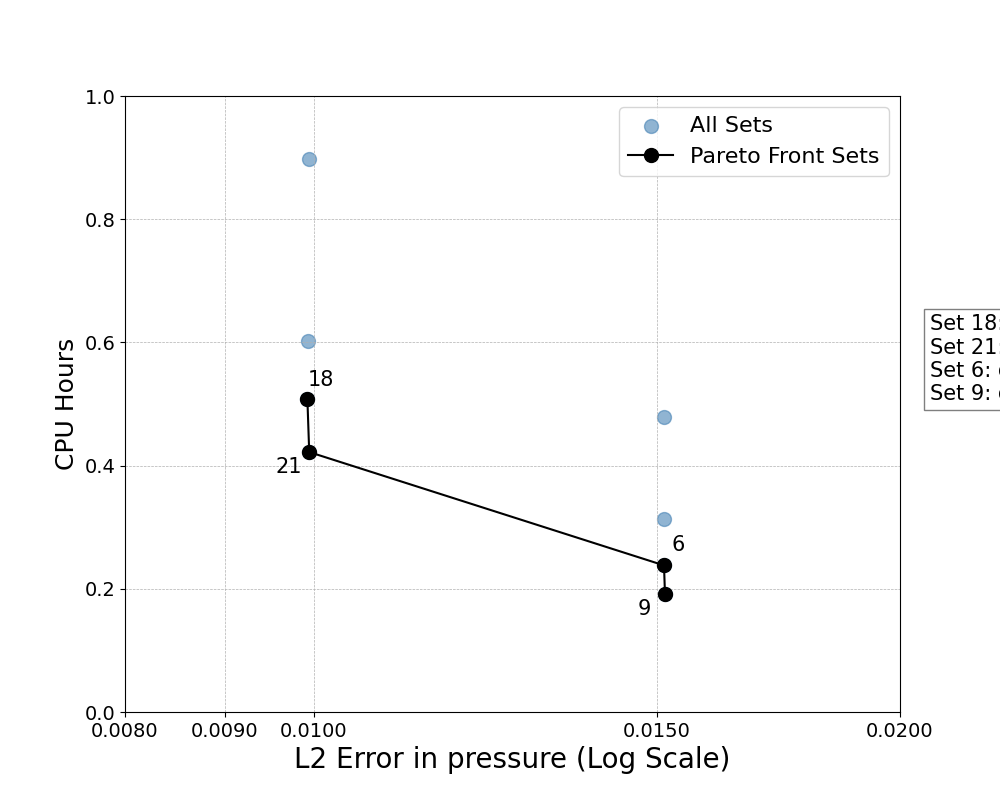 1.0
0.8
0.6
0.4
0.2
0.0
CPU Hours
All Sets
Pareto Front Sets
18
21
6
9
Set 18:
Set 21:
Set 6:
Set 9:
0.0080 0.0090 0.0100 0.0150 0.0200
L2 Error in pressure (Log Scale)